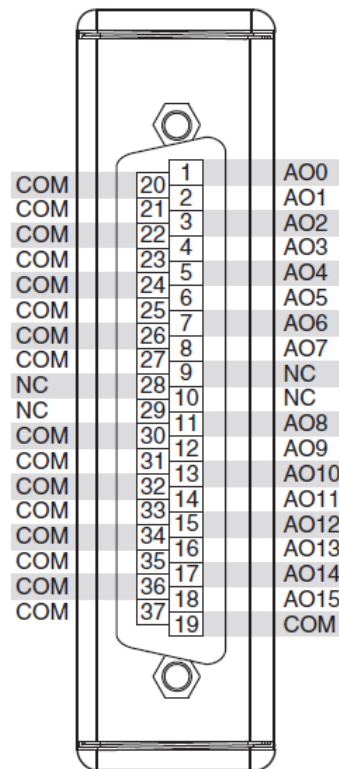 1 AO0
COM 20
2 AO1
COM 21
3 AO2
COM 22
4 AO3
COM 23
5 AO4
COM 24
6 AO5
COM 25
7 AO6
COM 26
8 AO7
COM 27
9 NC
NC 28
10 NC
NC 29
11 AO8
COM 30
12 AO9
COM 31
13 AO10
COM 32
14 AO11
COM 33
15 AO12
COM 34
16 AO13
COM 35
17 AO14
COM 36
18 AO15
COM 37
19 COM